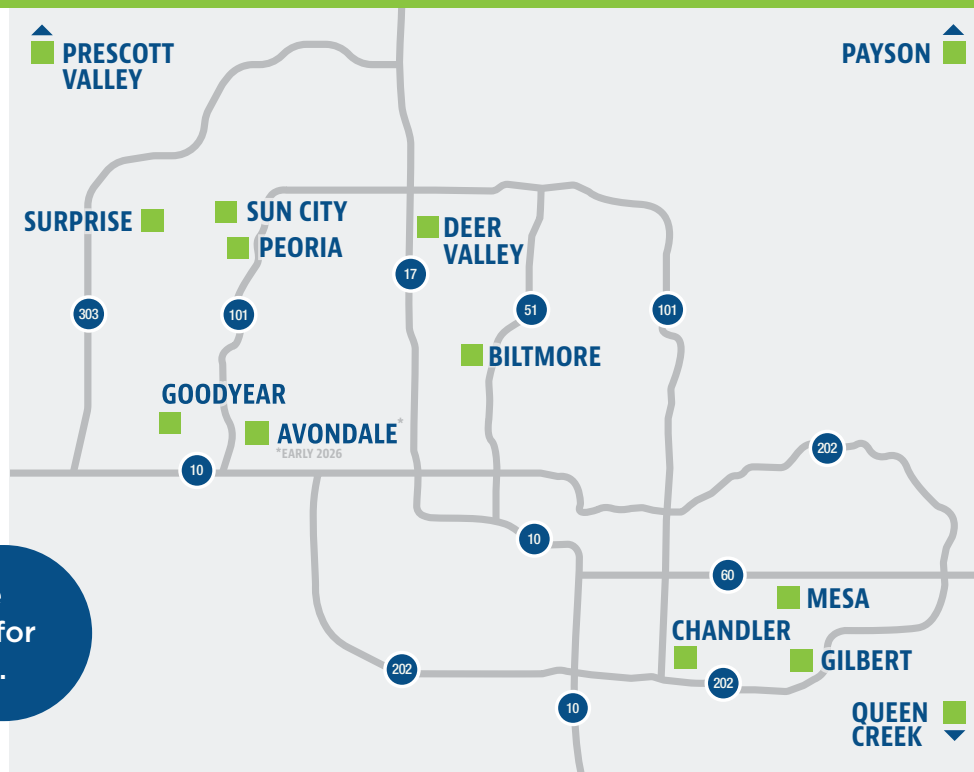 PRESCOTT
VALLEY
PAYSON
SURPRISE
SUN CITY
PEORIA
DEER
VALLEY
17
303
101
51
101
BILTMORE
GOODYEAR
AVONDALE*
*EARLY 2026
10
202
10
60
MESA
CHANDLER
GILBERT
202
202
10
QUEEN
CREEK
for